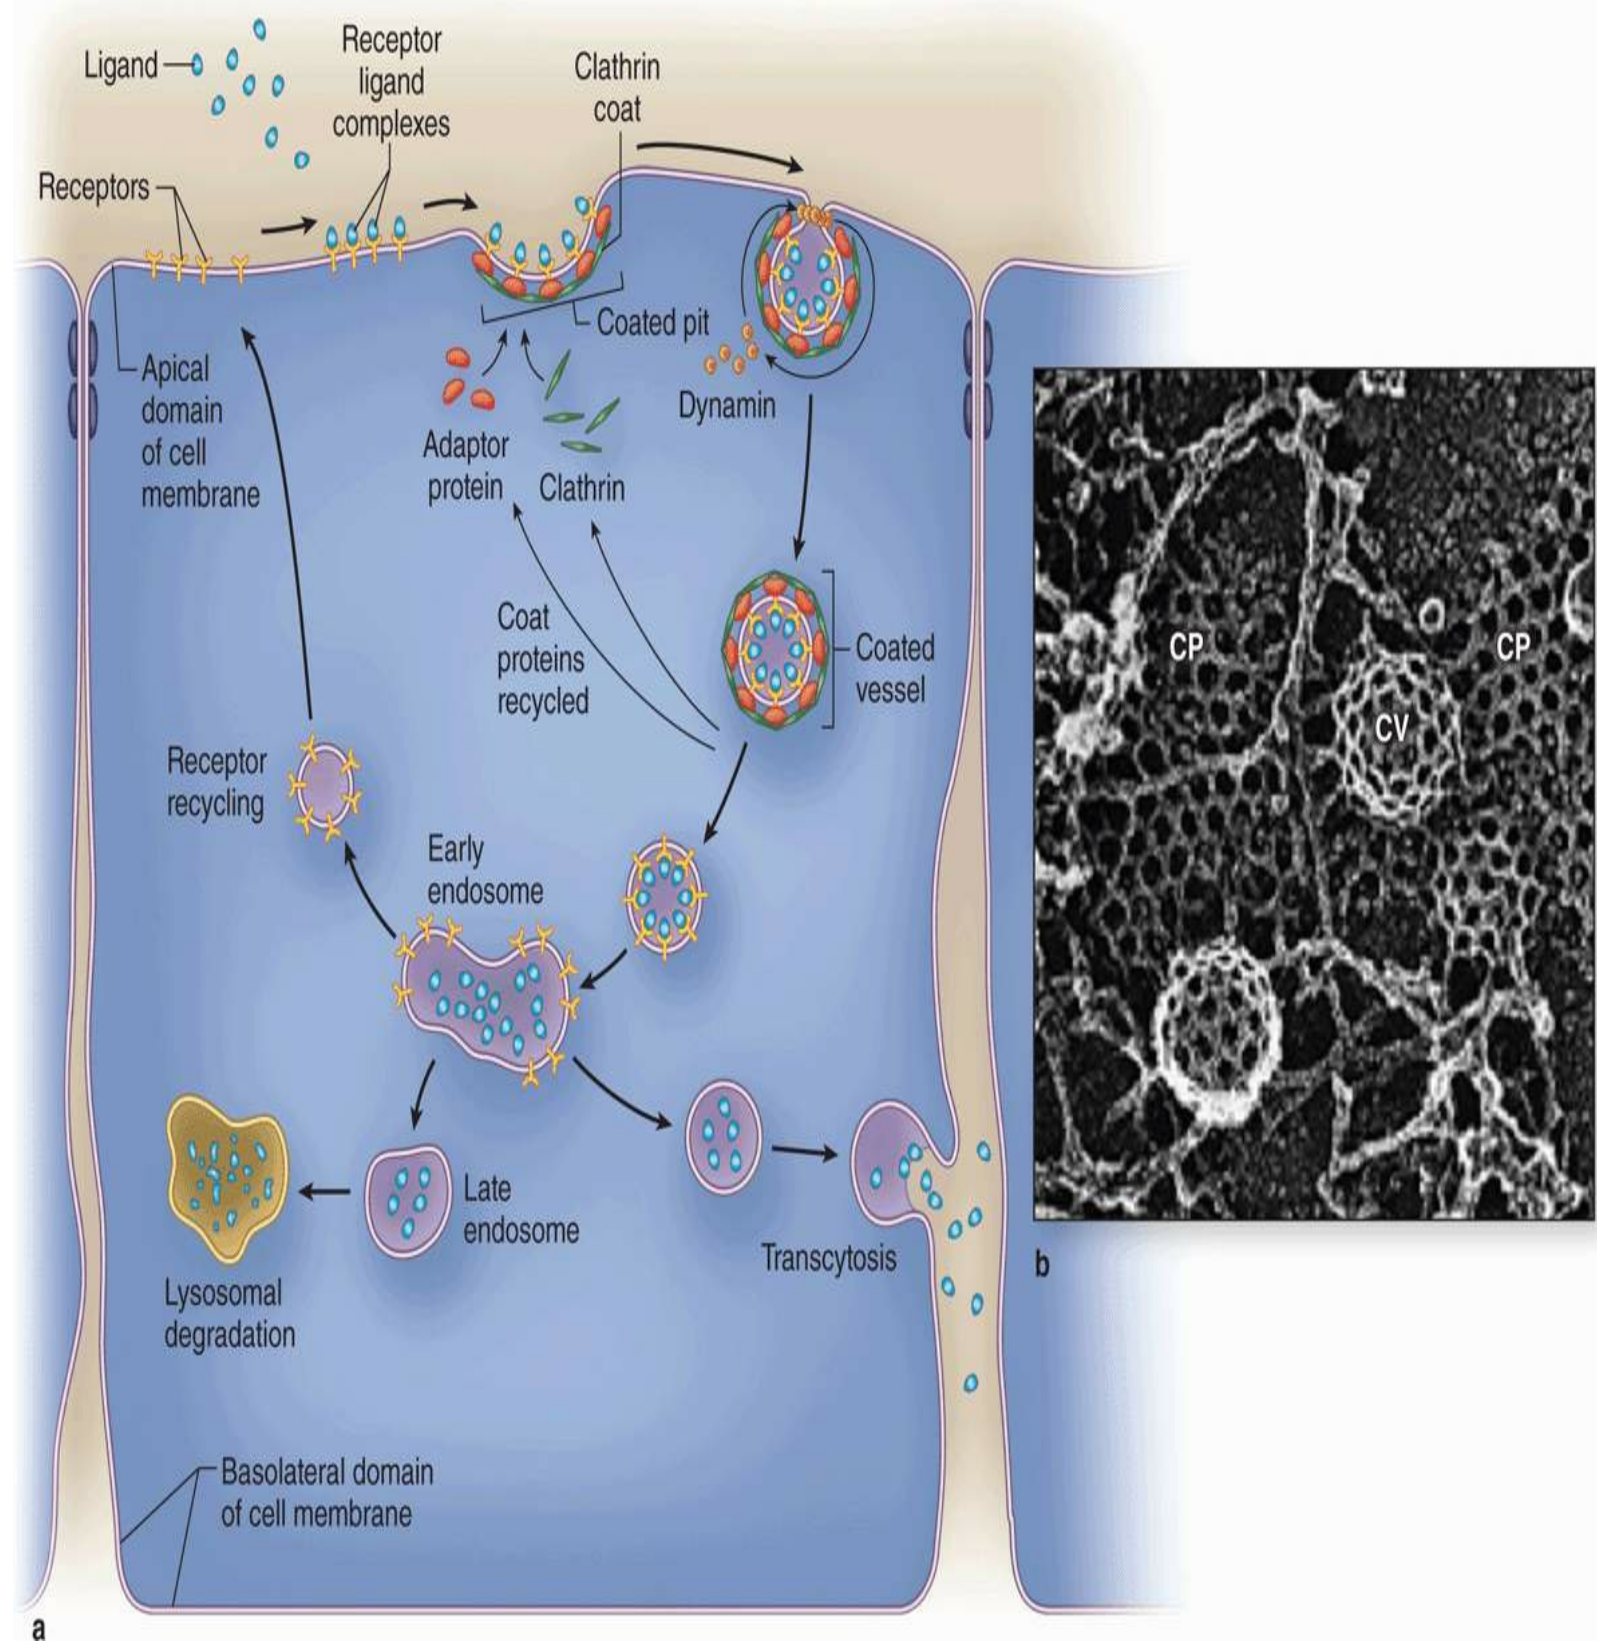 Ligand
Receptor
ligand
complexes
Clathrin
coat
Receptors
Coated pit
Apical
domain
of cell
membrane
Dynamin
Adaptor
protein
Clathrin
Coat
proteins
recycled
Coated
vessel
CP
CP
CV
Receptor
recycling
Early
endosome
Late
endosome
Transcytosis
Lysosomal
degradation
b
Basolateral domain
of cell membrane
a